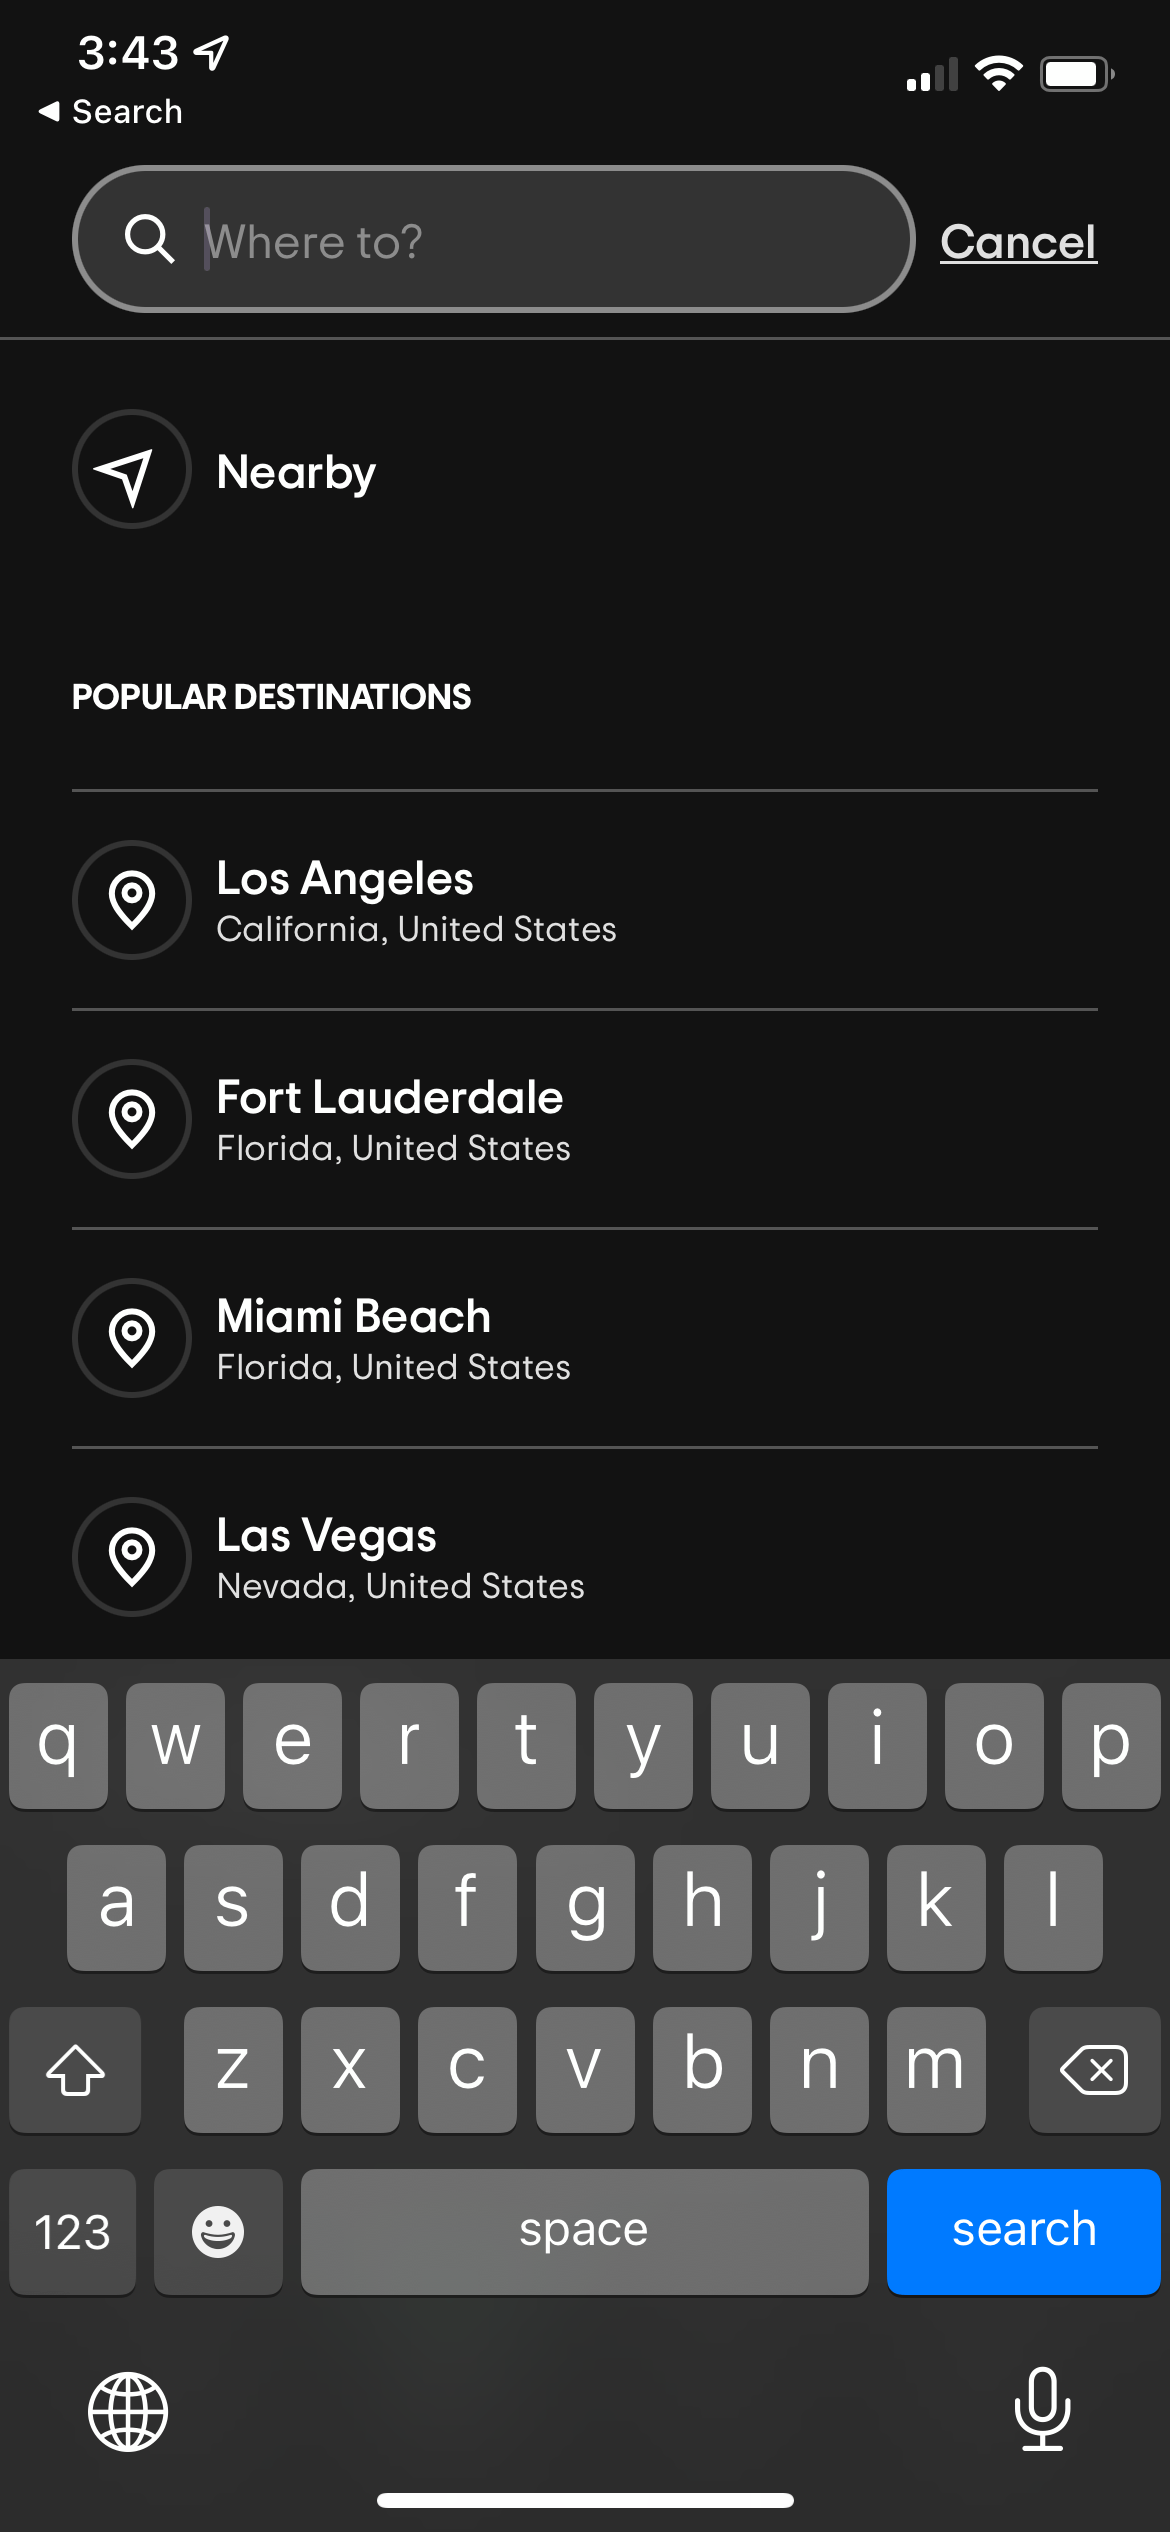 3:43
Search
Where to?
Cancel
Nearby
POPULAR DESTINATIONS
Los Angeles
California, United States
Fort Lauderdale
Florida, United States
Miami Beach
Florida, United States
Las Vegas
Nevada, United States
q w e r t y u i o p
a s d f g h j k l
z x c v b n m
123 space search